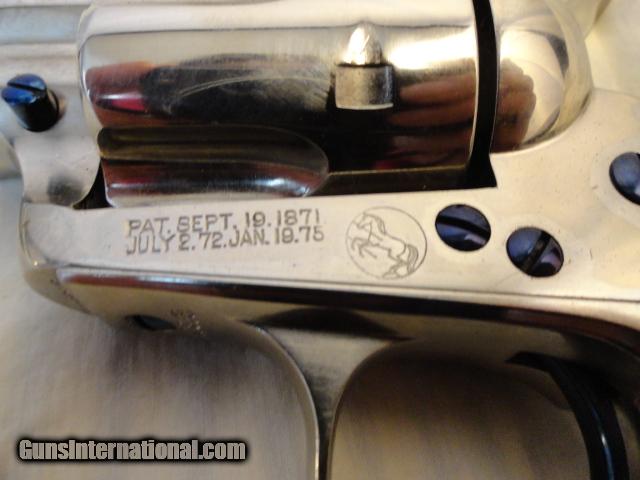 PAT. SEPT. 19. 1871
JULY 2. 72. JAN. 19. 75
GunsInternational.com